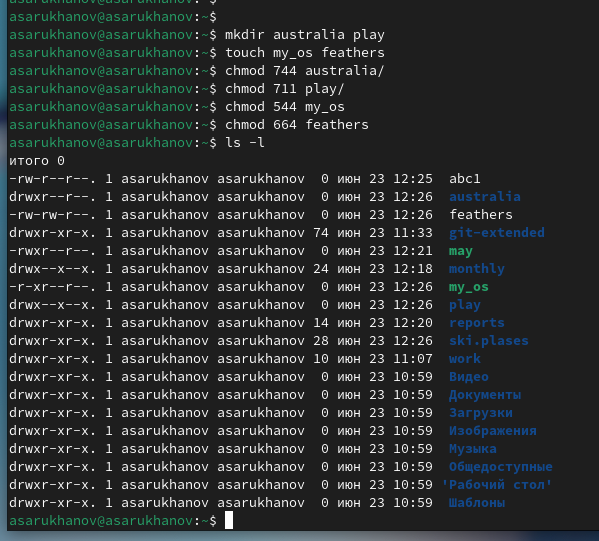 asarukhanov@asarukhanov:~$
asarukhanov@asarukhanov:~$
asarukhanov@asarukhanov:~$ mkdir australia play
asarukhanov@asarukhanov:~$ touch my_os feathers
asarukhanov@asarukhanov:~$ chmod 744 australia/
asarukhanov@asarukhanov:~$ chmod 711 play/
asarukhanov@asarukhanov:~$ chmod 544 my_os
asarukhanov@asarukhanov:~$ chmod 664 feathers
asarukhanov@asarukhanov:~$ ls -l
итого 0
-rw-r--r--. 1 asarukhanov asarukhanov  0 июн 23 12:25  abc1
drwxr--r--. 1 asarukhanov asarukhanov  0 июн 23 12:26  australia
-rw-rw-r--. 1 asarukhanov asarukhanov  0 июн 23 12:26  feathers
drwxr-xr-x. 1 asarukhanov asarukhanov 74 июн 23 11:33  git-extended
-rwxr--r--. 1 asarukhanov asarukhanov  0 июн 23 12:21  may
drwx--x--x. 1 asarukhanov asarukhanov 24 июн 23 12:18  monthly
-r-xr--r--. 1 asarukhanov asarukhanov  0 июн 23 12:26  my_os
drwx--x--x. 1 asarukhanov asarukhanov  0 июн 23 12:26  play
drwxr-xr-x. 1 asarukhanov asarukhanov 14 июн 23 12:20  reports
drwxr-xr-x. 1 asarukhanov asarukhanov 28 июн 23 12:26  ski.plases
drwxr-xr-x. 1 asarukhanov asarukhanov 10 июн 23 11:07  work
drwxr-xr-x. 1 asarukhanov asarukhanov  0 июн 23 10:59  Видео
drwxr-xr-x. 1 asarukhanov asarukhanov  0 июн 23 10:59  Документы
drwxr-xr-x. 1 asarukhanov asarukhanov  0 июн 23 10:59  Загрузки
drwxr-xr-x. 1 asarukhanov asarukhanov  0 июн 23 10:59  Изображения
drwxr-xr-x. 1 asarukhanov asarukhanov  0 июн 23 10:59  Музыка
drwxr-xr-x. 1 asarukhanov asarukhanov  0 июн 23 10:59  Общедоступные
drwxr-xr-x. 1 asarukhanov asarukhanov  0 июн 23 10:59 'Рабочий стол'
drwxr-xr-x. 1 asarukhanov asarukhanov  0 июн 23 10:59  Шаблоны
asarukhanov@asarukhanov:~$